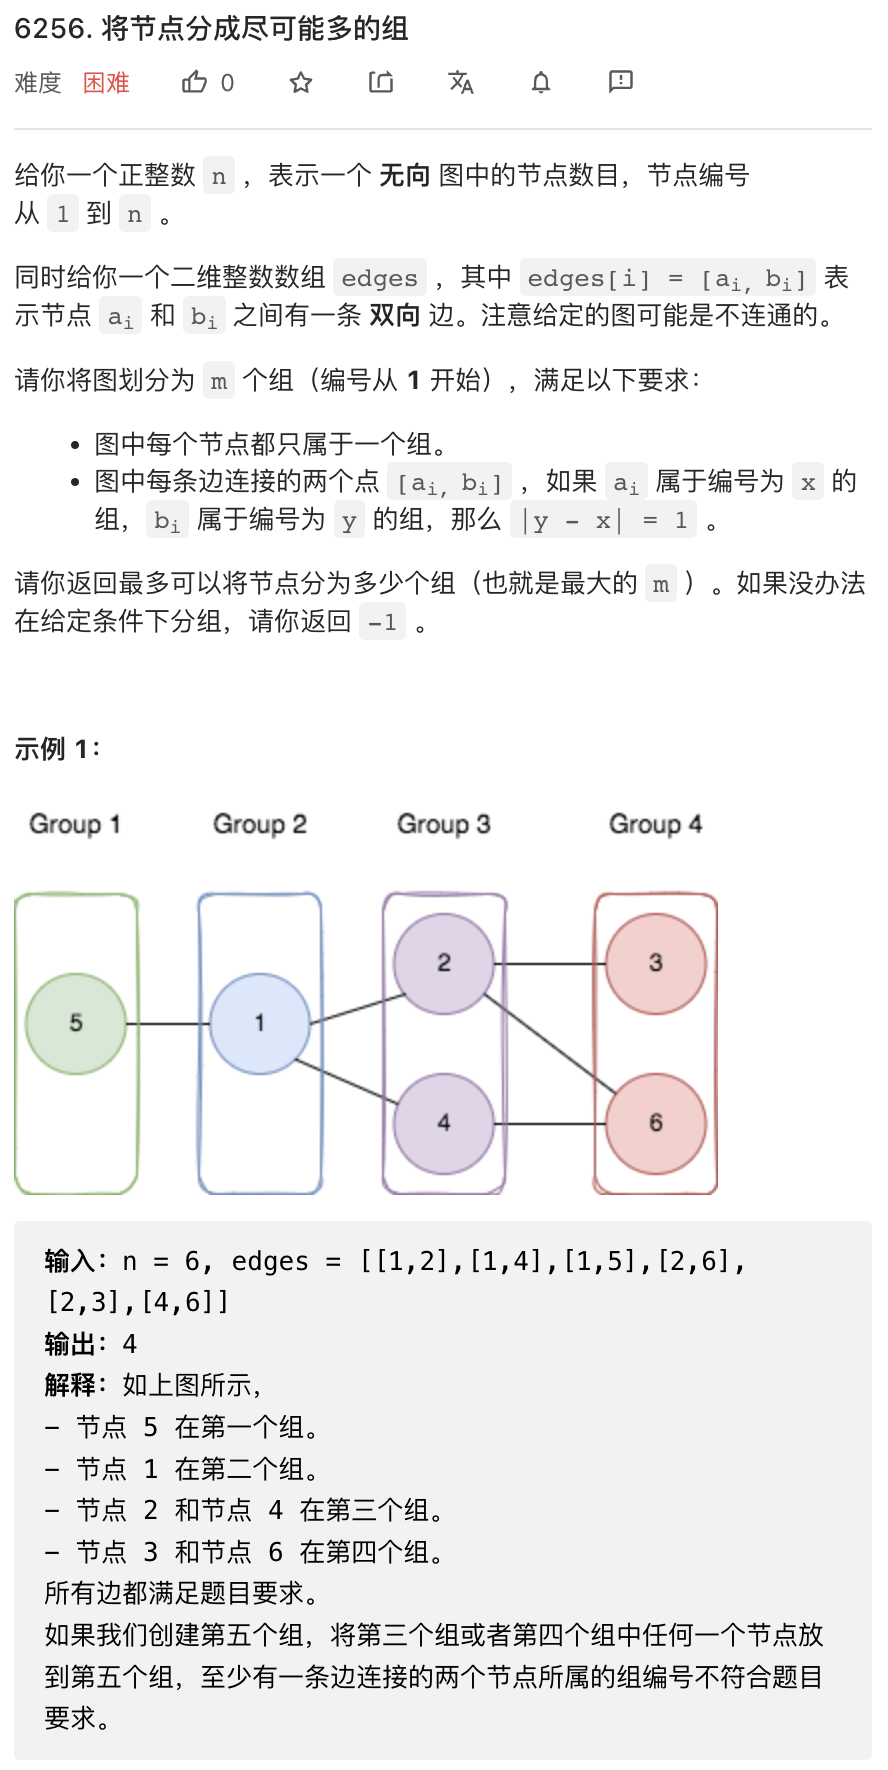 6256. 将节点分成尽可能多的组
难度 困难 0
给你一个正整数 n ，表示一个 无向 图中的节点数目，节点编号
从 1 到 n 。
同时给你一个二维整数数组 edges ，其中 edges[i] = [ai, bi] 表
示节点 ai 和 bi 之间有一条 双向 边。注意给定的图可能是不连通的。
请你将图划分为 m 个组（编号从 1 开始），满足以下要求：
• 图中每个节点都只属于一个组。
• 图中每条边连接的两个点 [ai, bi] ，如果 ai 属于编号为 x 的
组，bi 属于编号为 y 的组，那么 |y - x| = 1 。
请你返回最多可以将节点分为多少个组（也就是最大的 m ）。如果没办法
在给定条件下分组，请你返回 -1 。
示例 1：
Group 1 Group 2 Group 3 Group 4
2 3
5 1
4 6
输入：n = 6, edges = [[1,2],[1,4],[1,5],[2,6],
[2,3],[4,6]]
输出：4
解释：如上图所示，
- 节点 5 在第一个组。
- 节点 1 在第二个组。
- 节点 2 和节点 4 在第三个组。
- 节点 3 和节点 6 在第四个组。
所有边都满足题目要求。
如果我们创建第五个组，将第三个组或者第四个组中任何一个节点放
到第五个组，至少有一条边连接的两个节点所属的组编号不符合题目
要求。